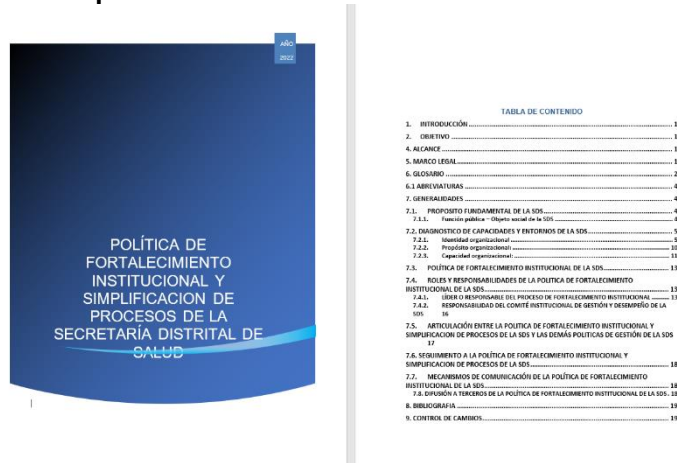 AÑO
2022
POLÍTICA DE
FORTALECIMIENTO
INSTITUCIONAL Y
SIMPLIFICACION DE
PROCESOS DE LA
SECRETARÍA DISTRITAL DE
SALUD
TABLA DE CONTENIDO
1. INTRODUCCIÓN 1
2. OBJETIVO 1
4. ALCANCE 1
5. MARCO LEGAL 1
6. GLOSARIO 2
6.1 ABREVIATURAS 4
7. GENERALIDADES 4
7.1. PROPOSITO FUNDAMENTAL DE LA SDS 4
7.1.1. Función pública – Objeto social de la SDS 4
7.2. DIAGNOSTICO DE CAPACIDADES Y ENTORNOS DE LA SDS 5
7.2.1. Identidad organizacional 5
7.2.2. Propósito organizacional: 10
7.2.3. Capacidad organizacional: 11
7.3. POLÍTICA DE FORTALECIMIENTO INSTITUCIONAL DE LA SDS 13
7.4. ROLES Y RESPONSABILIDADES DE LA POLITICA DE FORTALECIMIENTO
INSTITUCIONAL DE LA SDS 13
7.4.1. LÍDER O RESPONSABLE DEL PROCESO DE FORTALECIMIENTO INSTITUCIONAL 13
7.4.2. RESPONSABILIDAD DEL COMITÉ INSTITUCIONAL DE GESTIÓN Y DESEMPEÑO DE LA
SDS 16
7.5. ARTICULACIÓN ENTRE LA POLITICA DE FORTALECIMIENTO INSTITUCIONAL Y
SIMPLIFICACION DE PROCESOS DE LA SDS Y LAS DEMÁS POLITICAS DE GESTIÓN DE LA SDS
17
7.6. SEGUIMIENTO A LA POLÍTICA DE FORTALECIMIENTO INSTITUCIONAL Y
SIMPLIFICACION DE PROCESOS DE LA SDS 18
7.7. MECANISMOS DE COMUNICACIÓN DE LA POLÍTICA DE FORTALECIMIENTO
INSTITUCIONAL DE LA SDS 18
7.8. DIFUSIÓN A TERCEROS DE LA POLÍTICA DE FORTALECIMIENTO INSTITUCIONAL DE LA SDS. 18
8. BIBLIOGRAFIA 19
9. CONTROL DE CAMBIOS 19